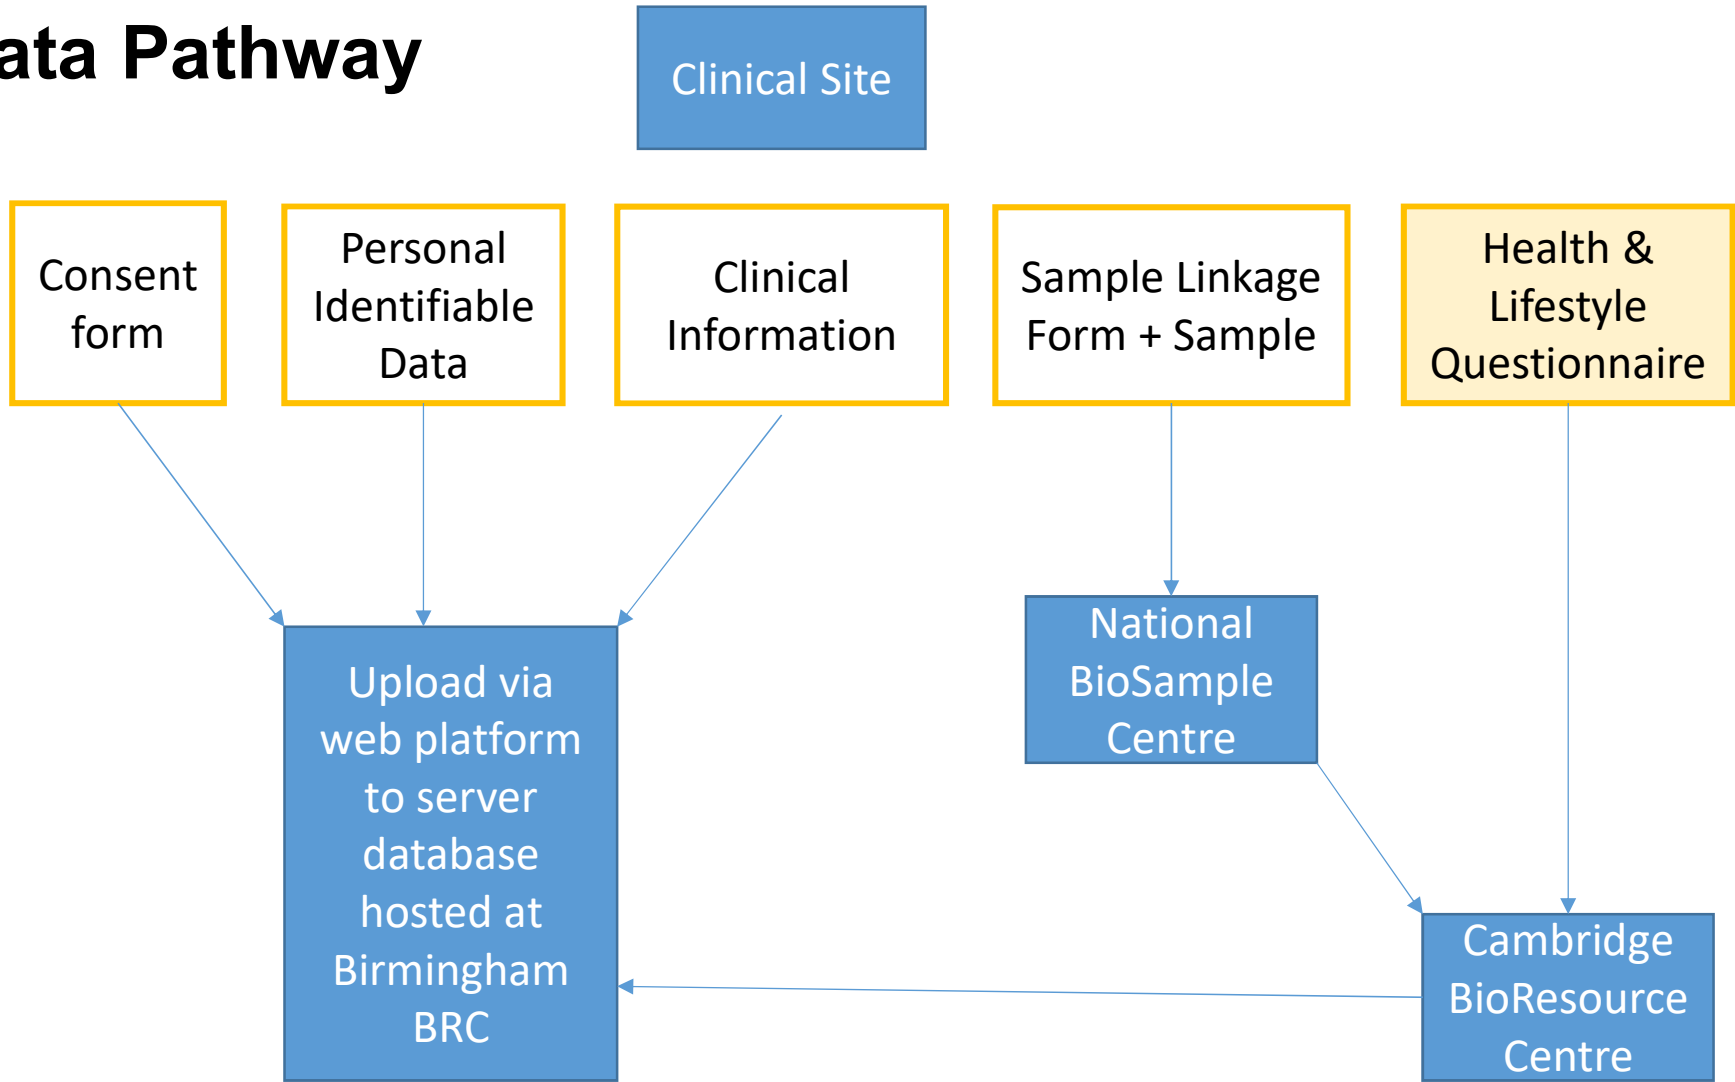 ata Pathway
Clinical Site
Consent
form
Personal
Identifiable
Data
Clinical
Information
Sample Linkage
Form + Sample
Health &
Lifestyle
Questionnaire
Upload via
web platform
to server
database
hosted at
Birmingham
BRC
National
BioSample
Centre
Cambridge
BioResource
Centre